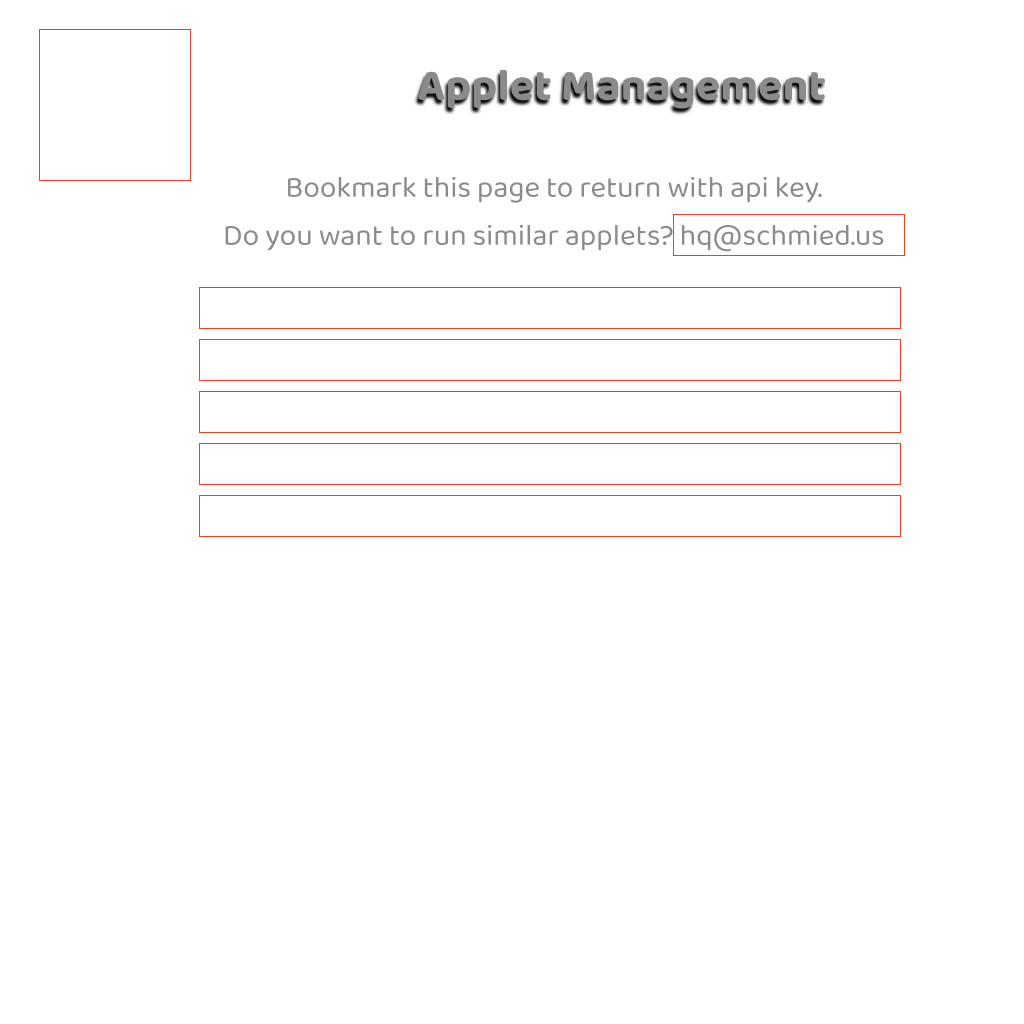 Applet Management
Bookmark this page to return with api key.
Do you want to run similar applets? hq@schmied.us